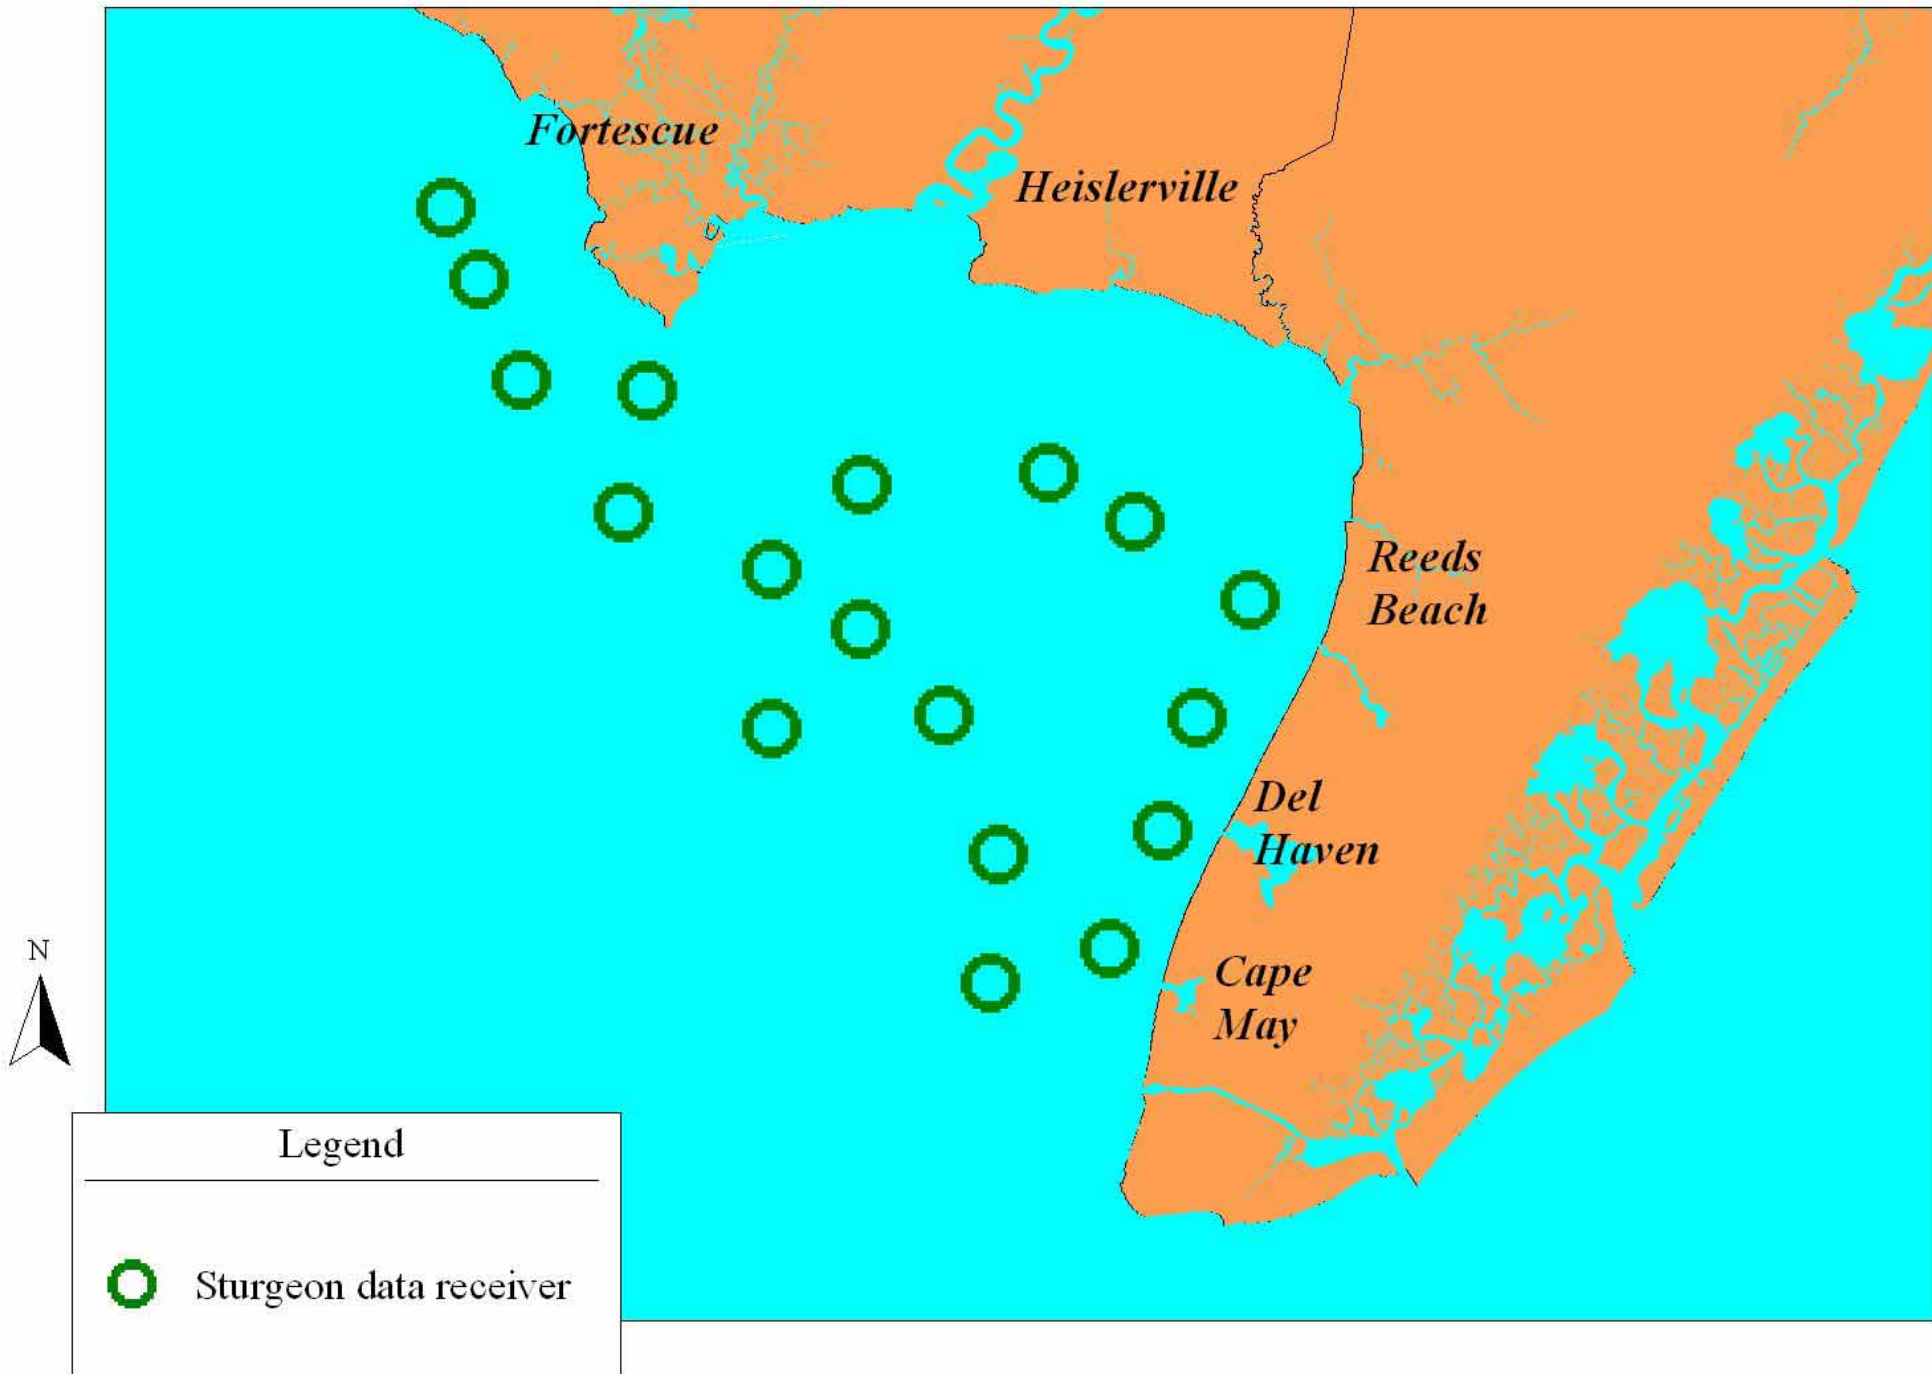 Fortescue
Heislerville
Reeds
Beach
Del
Haven
Cape
May
N
Legend
Sturgeon data receiver